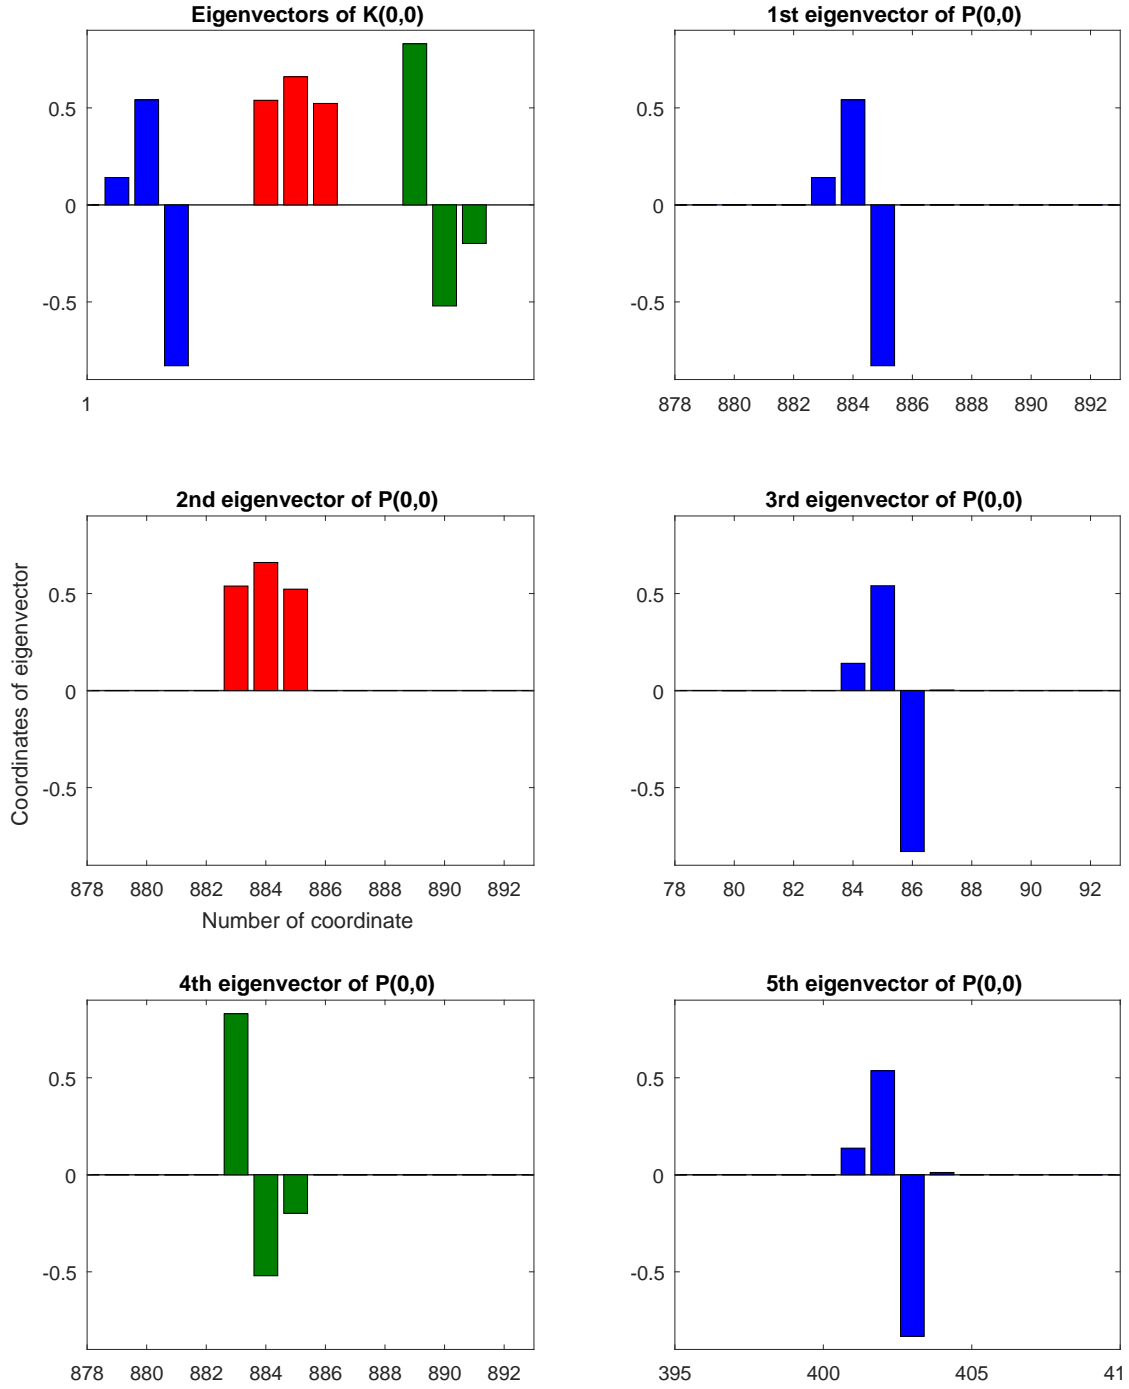 Eigenvectors of K(0,0)
0.5
0
-0.5
1
1st eigenvector of P(0,0)
0.5
0
-0.5
878 880 882 884 886 888 890 892
2nd eigenvector of P(0,0)
0.5
0
-0.5
878 880 882 884 886 888 890 892
Number of coordinate
Coordinates of eigenvector
3rd eigenvector of P(0,0)
0.5
0
-0.5
78 80 82 84 86 88 90 92
4th eigenvector of P(0,0)
0.5
0
-0.5
878 880 882 884 886 888 890 892
5th eigenvector of P(0,0)
0.5
0
-0.5
395 400 405 41